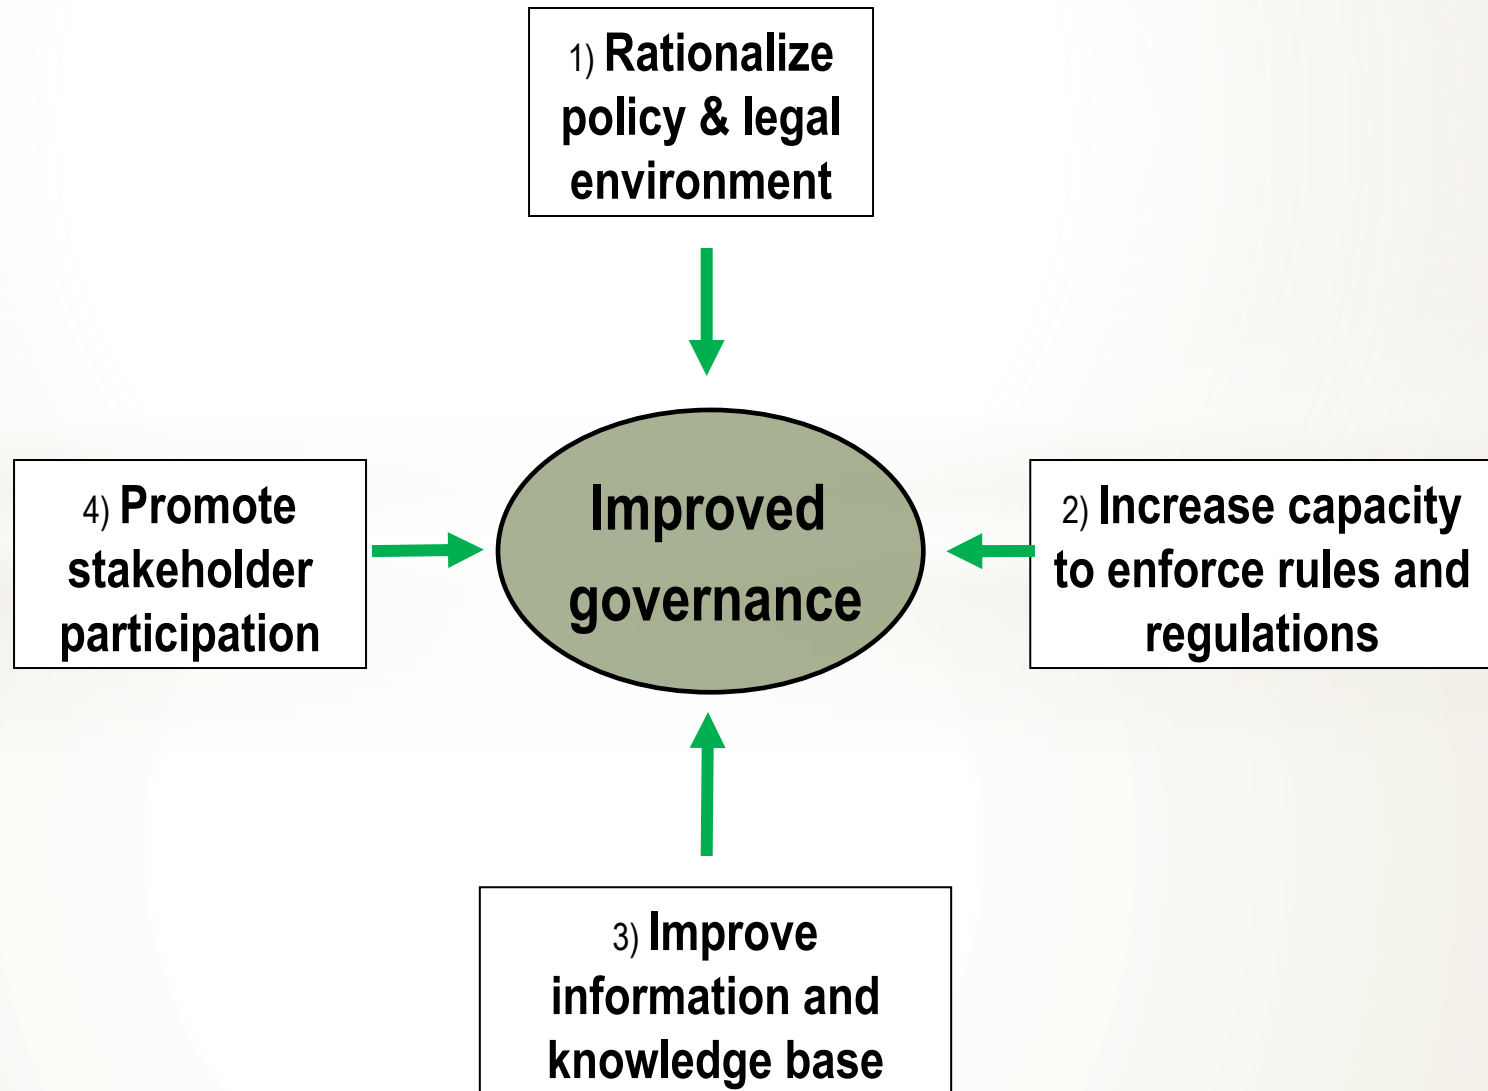 1) Rationalize
policy & legal
environment
4) Promote
stakeholder
participation
Improved
governance
2) Increase capacity
to enforce rules and
regulations
3) Improve
information and
knowledge base